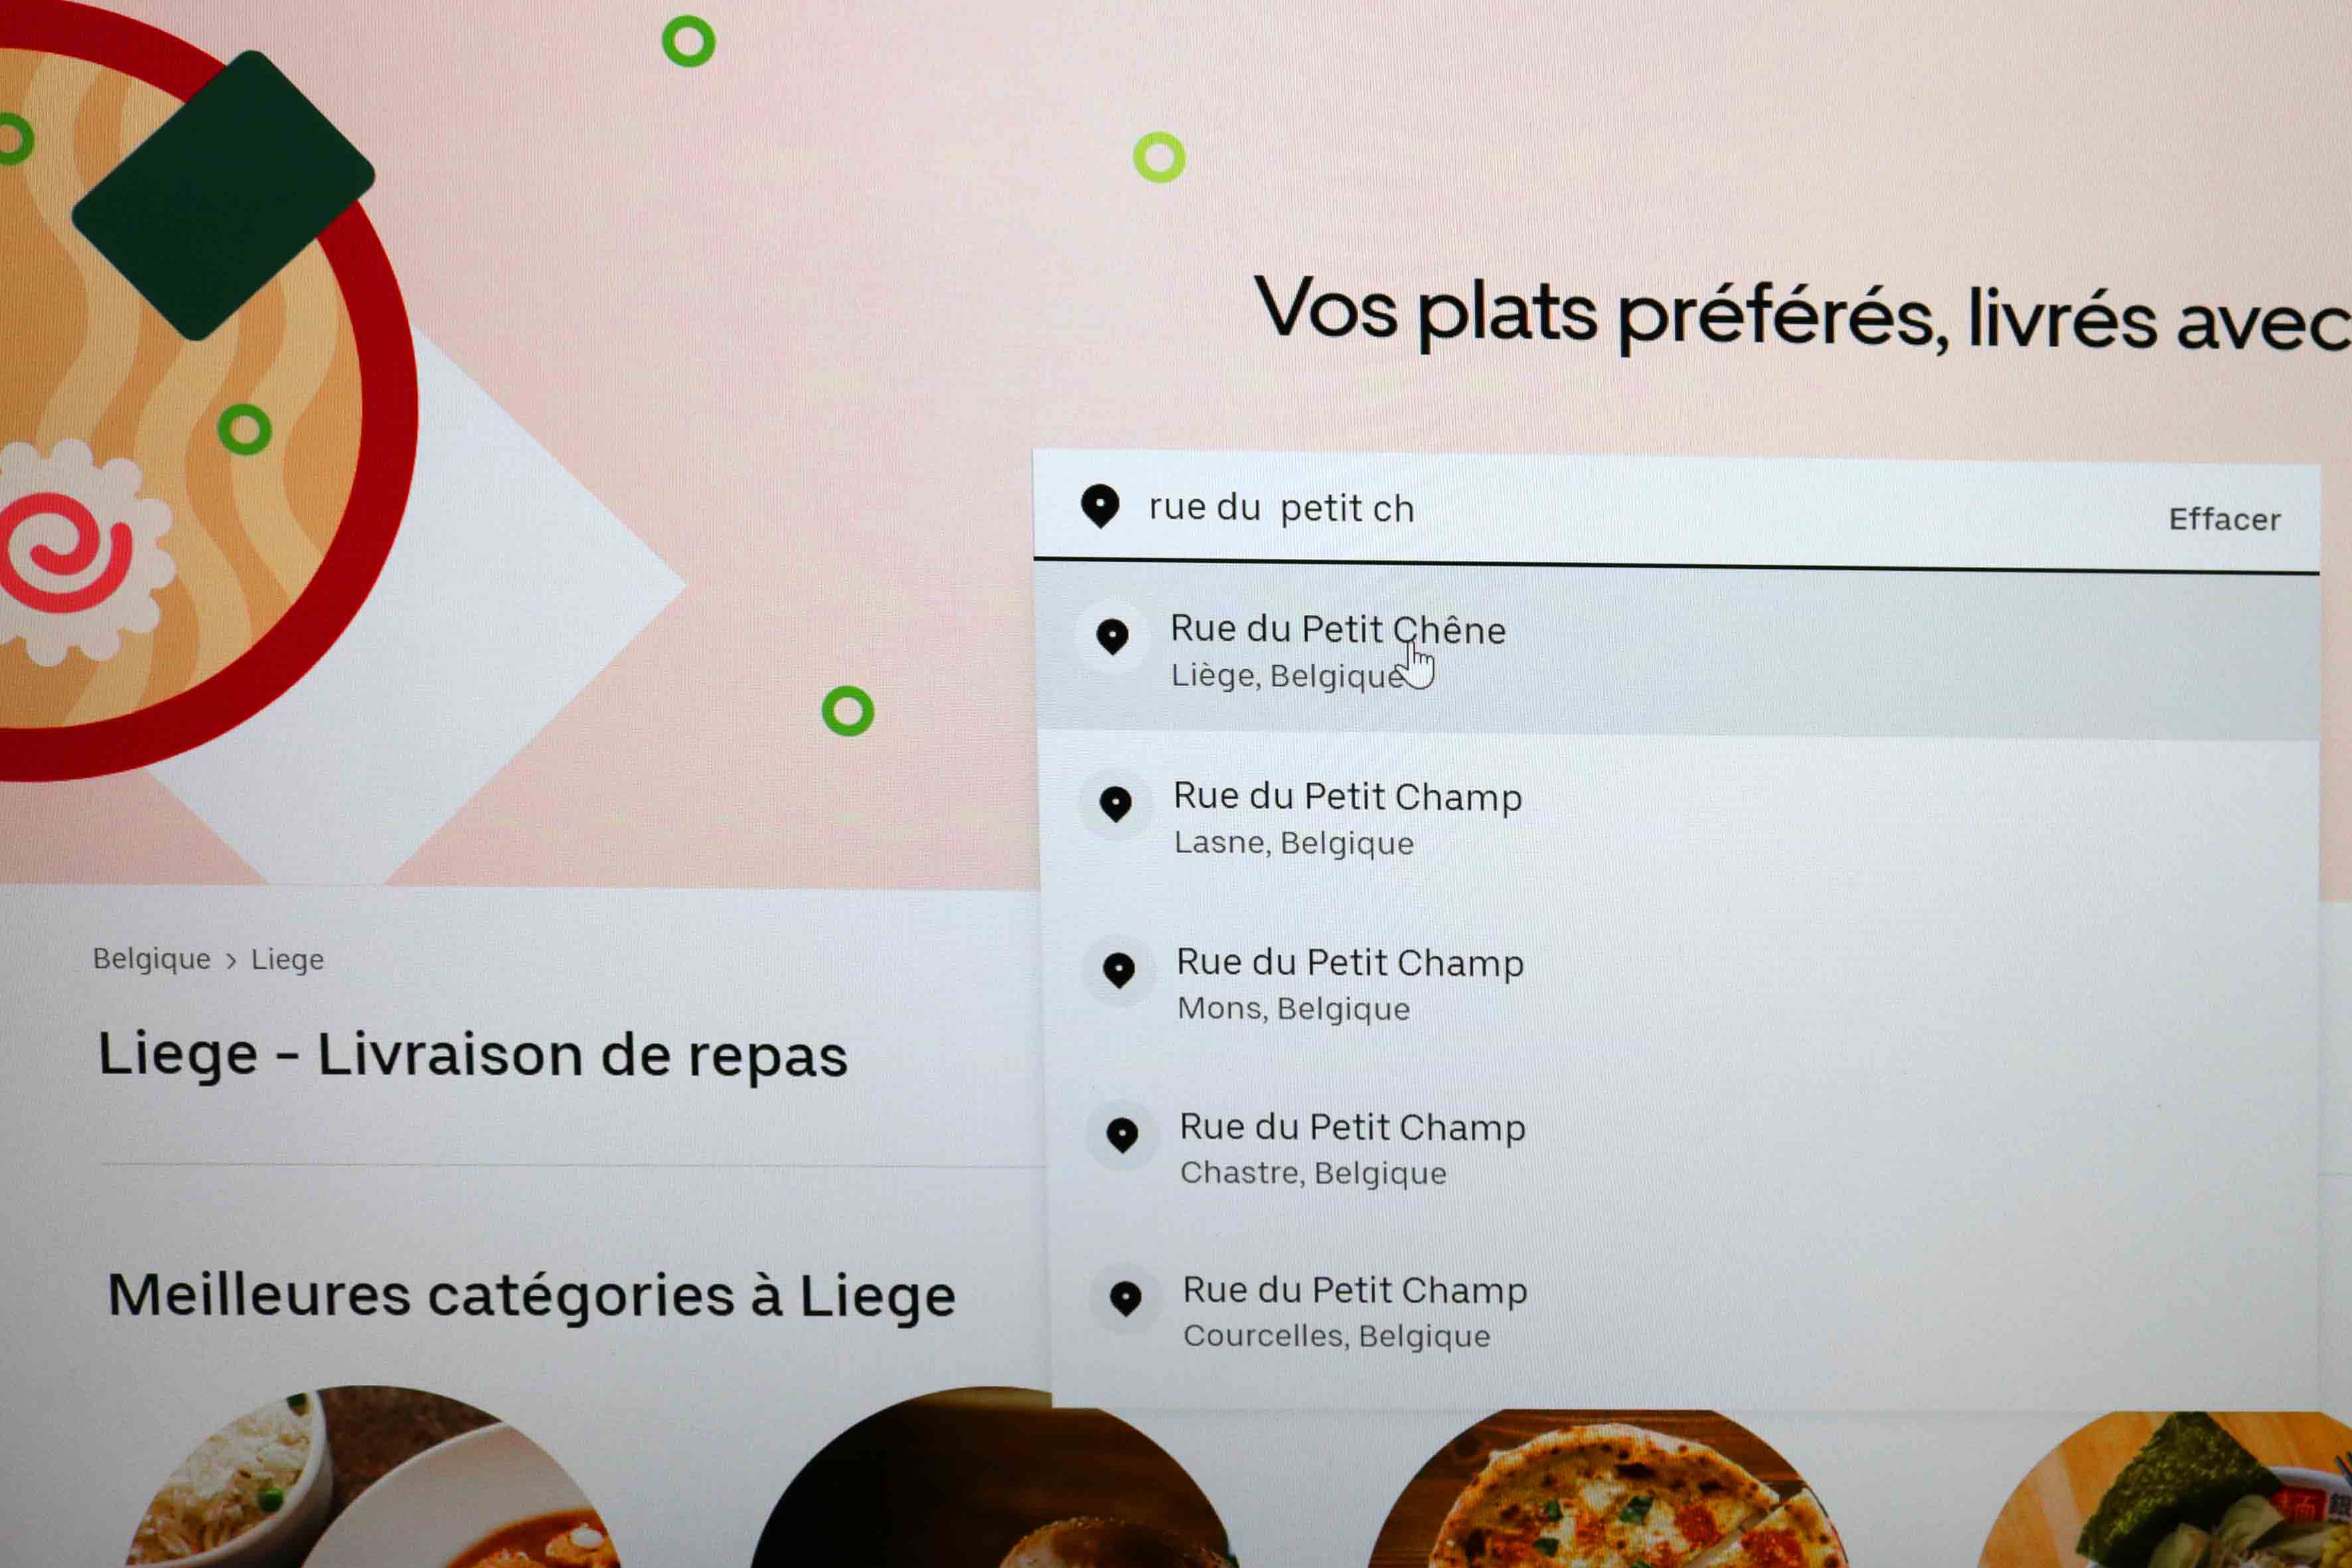 Vos plats préférés, livrés avec
rue du  petit ch
Effacer
Rue du Petit Chêne
Liège, Belgique
Rue du Petit Champ
Lasne, Belgique
Rue du Petit Champ
Mons, Belgique
Rue du Petit Champ
Chastre, Belgique
Rue du Petit Champ
Courcelles, Belgique
Belgique > Liege
Liege - Livraison de repas
Meilleures catégories à Liege